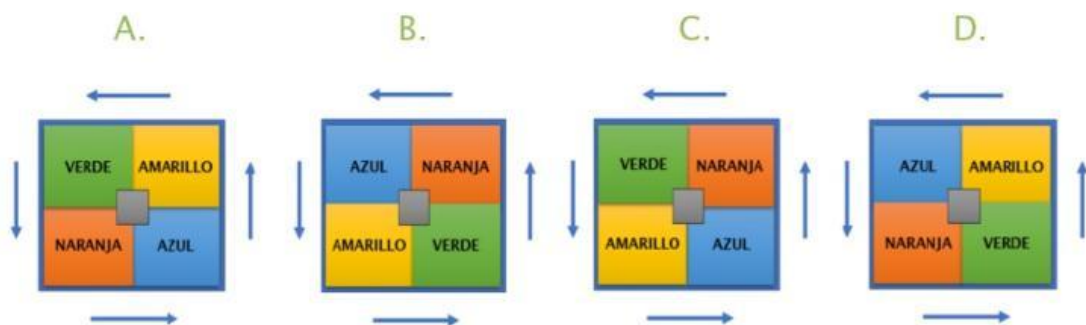 A. B. C. D.
VERDE AMARILLO AZUL NARANJA VERDE NARANJA AZUL AMARILLO
NARANJA AZUL AMARILLO VERDE AMARILLO AZUL NARANJA VERDE